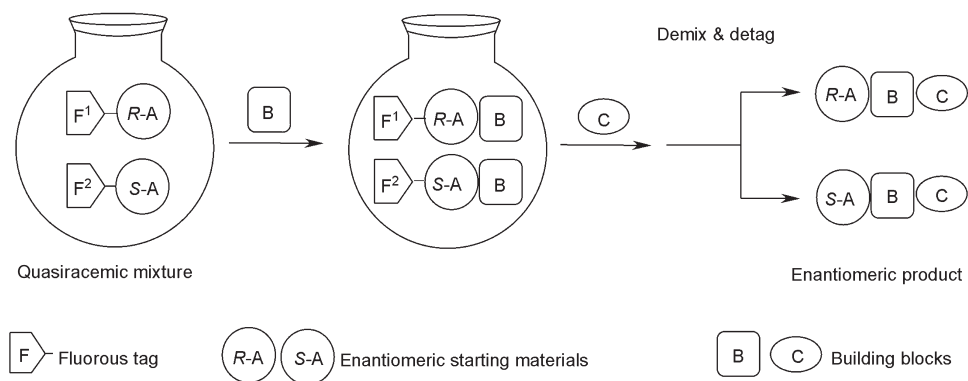 Demix & detag
F¹ R-A
B
F¹ R-A B
C
R-A B C
F² S-A
F² S-A B
S-A B C
Quasiracemic mixture
Enantiomeric product
F Fluorous tag
R-A S-A Enantiomeric starting materials
B C Building blocks